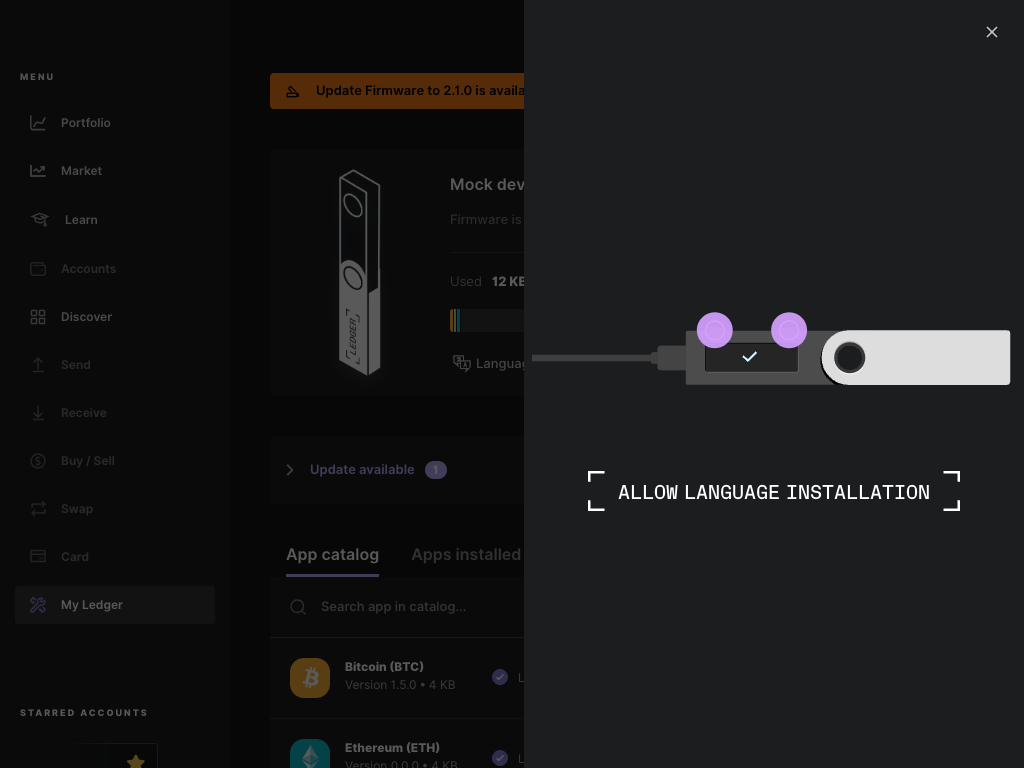 MENU
Portfolio
Market
Learn
Accounts
Discover
Send
Receive
Buy / Sell
Swap
Card
My Ledger
STARRED ACCOUNTS
Update Firmware to 2.1.0 is availa
LEDGER
Mock dev
Firmware is
Used 12 KB
Langua
Update available 1
App catalog Apps installed
Search app in catalog...
Bitcoin (BTC)
Version 1.5.0 • 4 KB
L
Ethereum (ETH)
Version 0.0.0 • 4 KB
L
ALLOW LANGUAGE INSTALLATION